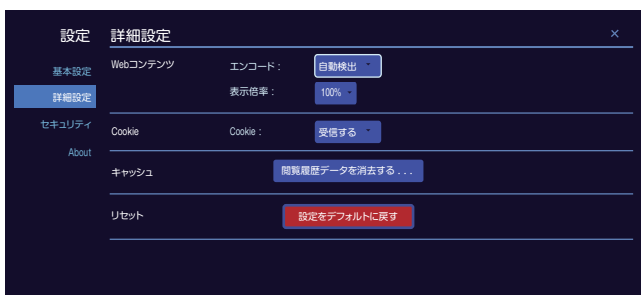 設定
詳細設定
×
基本設定
詳細設定
セキュリティ
About
Webコンテンツ
エンコード :
自動検出
表示倍率 :
100%
Cookie
Cookie :
受信する
キャッシュ
閲覧履歴データを消去する . . .
リセット
設定をデフォルトに戻す